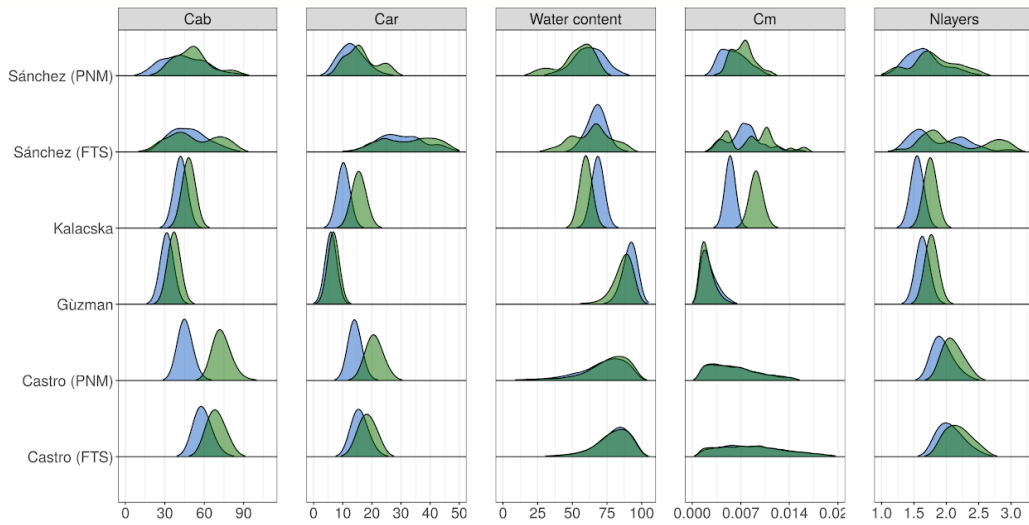 Cab Car Water content Cm Nlayers
Sánchez (PNM)
Sánchez (FTS)
Kalacska
Gùzman
Castro (PNM)
Castro (FTS)
0 30 60 90 0 10 20 30 40 50 0 25 50 75 100 0.000 0.007 0.014 0.02 1.0 1.5 2.0 2.5 3.0